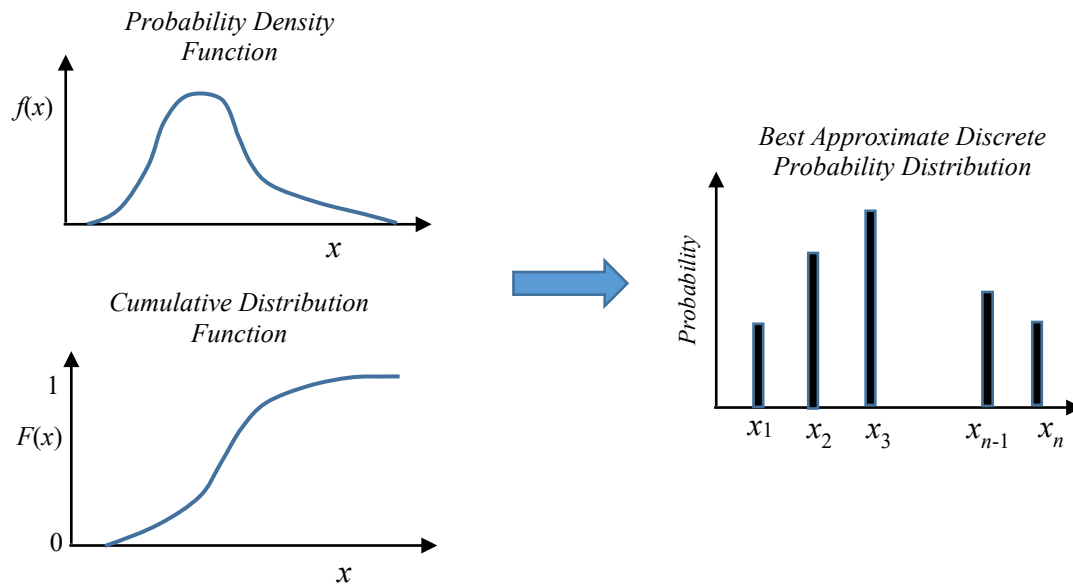 Probability Density
Function
f(x)
x
Cumulative Distribution
Function
1
F(x)
0
x
Best Approximate Discrete
Probability Distribution
Probability
x1 x2 x3 xn-1 xn